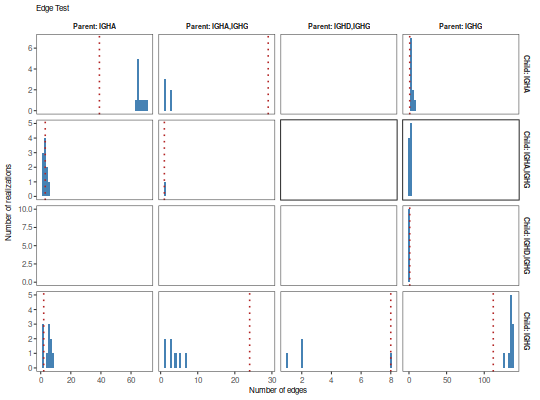 Edge Test
Parent: IGHA
Parent: IGHA,IGHG
Parent: IGHD,IGHG
Parent: IGHG
Number of realizations
6
4
2
0
Child: IGHA
5
4
3
2
1
0
Child: IGHA,IGHG
10.0
7.5
5.0
2.5
0.0
Child: IGHD,IGHG
5
4
3
2
1
0
Child: IGHG
0 20 40 60
0 10 20 30
0 2 4 6 8
0 50 100
Number of edges